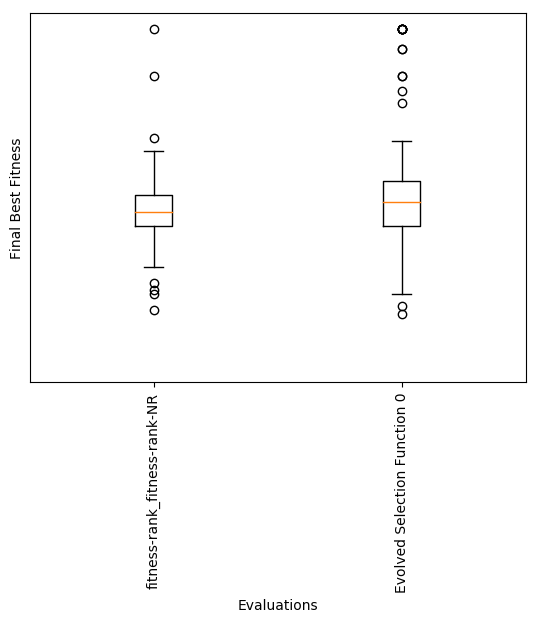 Final Best Fitness
fitness-rank_fitness-rank-NR
Evolved Selection Function 0
Evaluations